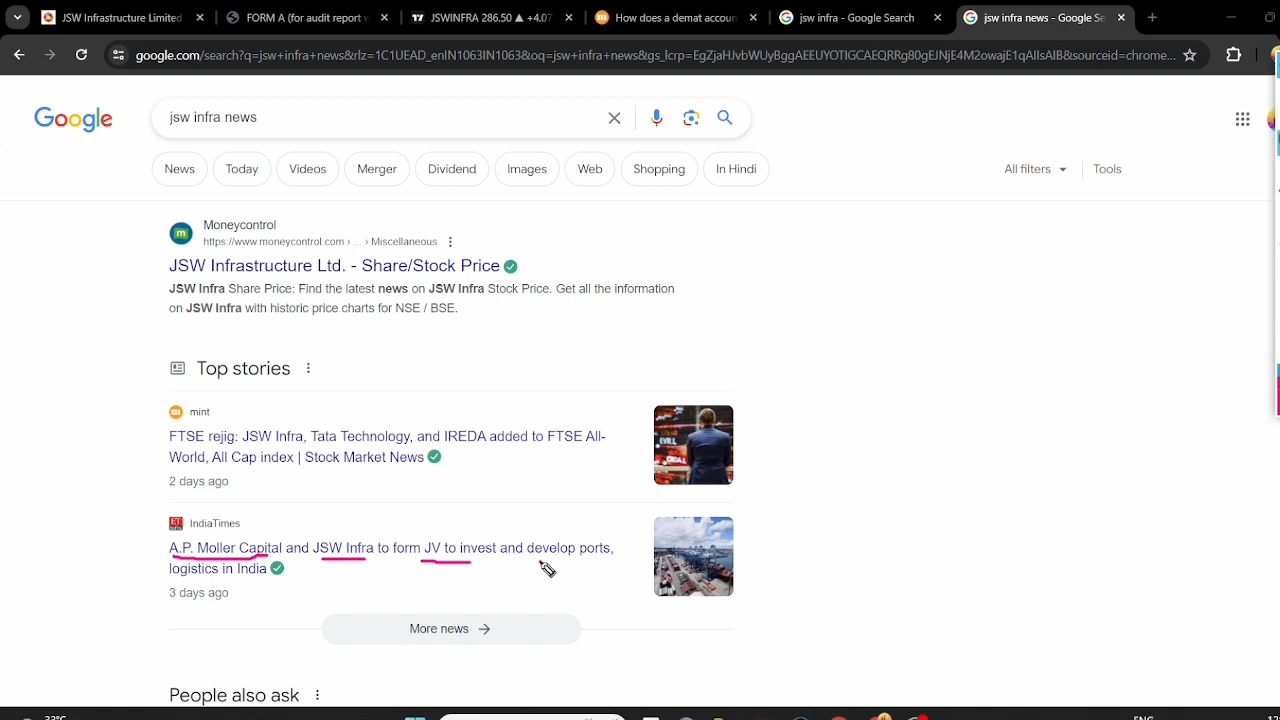 JSW Infrastructure Limited
FORM A (for audit report w
JSWINFRA 286.50 ▲ +4.07
How does a demat accoun
jsw infra - Google Search
jsw infra news - Google Se
google.com/search?q=jsw+infra+news&rlz=1C1UEAD_enIN1063IN1063&oq=jsw+infra+news&gs_lcrp=EgZjaHJvbWUyBggAEEUYOTIGCAEQRRg80gEJNjE4M2owajE1qAIIsAIB&sourceid=chrome...
Google
jsw infra news
News Today Videos Merger Dividend Images Web Shopping In Hindi All filters Tools
Moneycontrol
https://www.moneycontrol.com › ... › Miscellaneous
JSW Infrastructure Ltd. - Share/Stock Price
JSW Infra Share Price: Find the latest news on JSW Infra Stock Price. Get all the information
on JSW Infra with historic price charts for NSE / BSE.
Top stories
mint
FTSE rejig: JSW Infra, Tata Technology, and IREDA added to FTSE All-
World, All Cap index | Stock Market News
2 days ago
ET Infra IndiaTimes
A.P. Moller Capital and JSW Infra to form JV to invest and develop ports,
logistics in India
3 days ago
More news →
People also ask